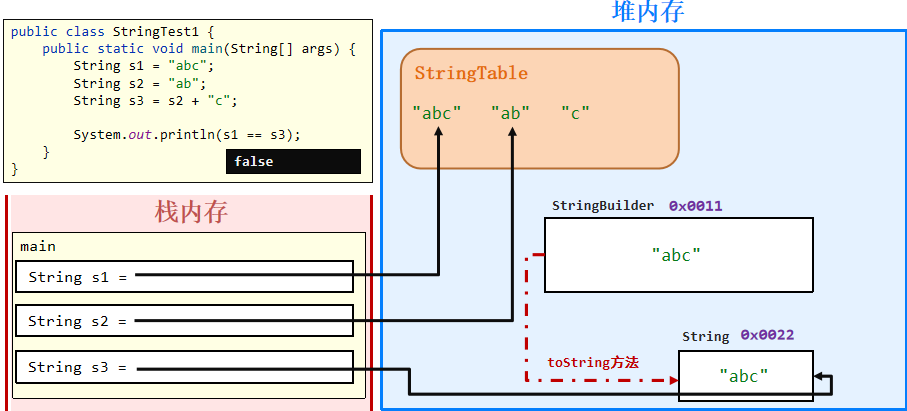 堆内存
public class StringTest1 {
    public static void main(String[] args) {
        String s1 = "abc";
        String s2 = "ab";
        String s3 = s2 + "c";
        System.out.println(s1 == s3);
    }
}
false
StringTable
"abc" "ab" "c"
栈内存
main
String s1 =
String s2 =
String s3 =
StringBuilder 0x0011
"abc"
toString方法
String 0x0022
"abc"